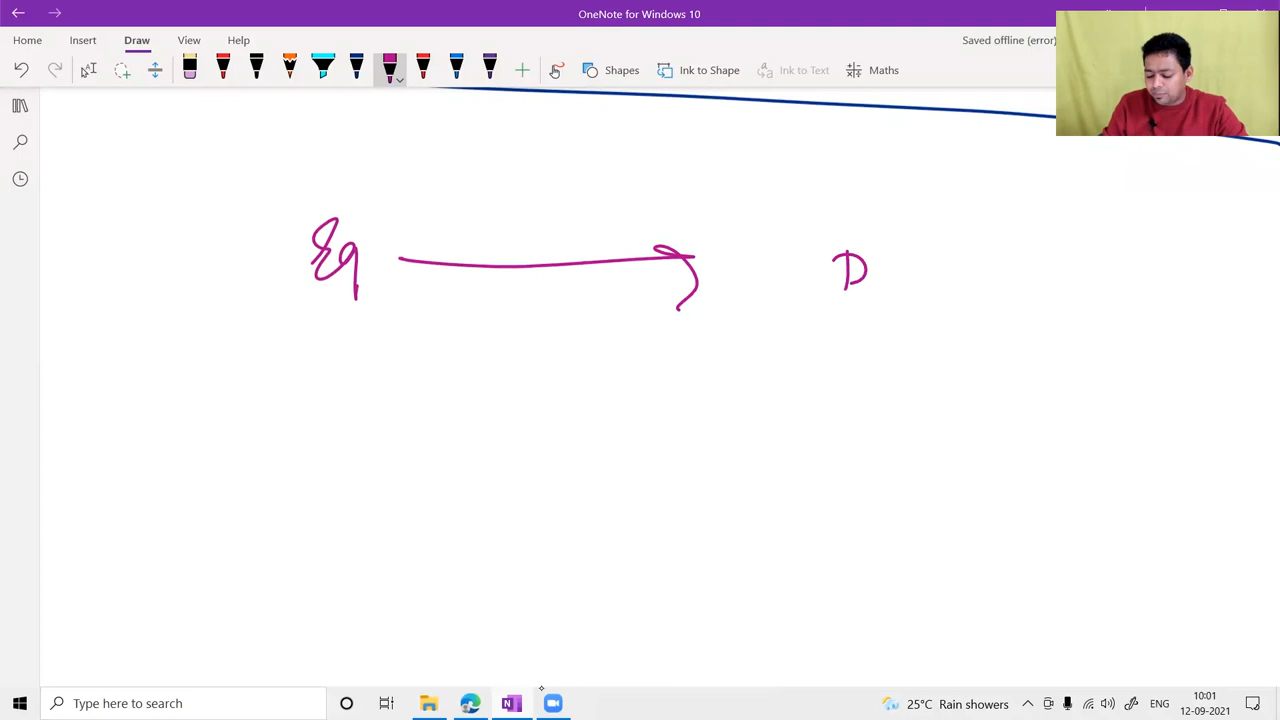 OneNote for Windows 10
Home Insert Draw View Help Saved offline (error)
Shapes Ink to Shape Ink to Text Maths
Eq D
Type here to search 25°C Rain showers ENG 10:01
12-09-2021